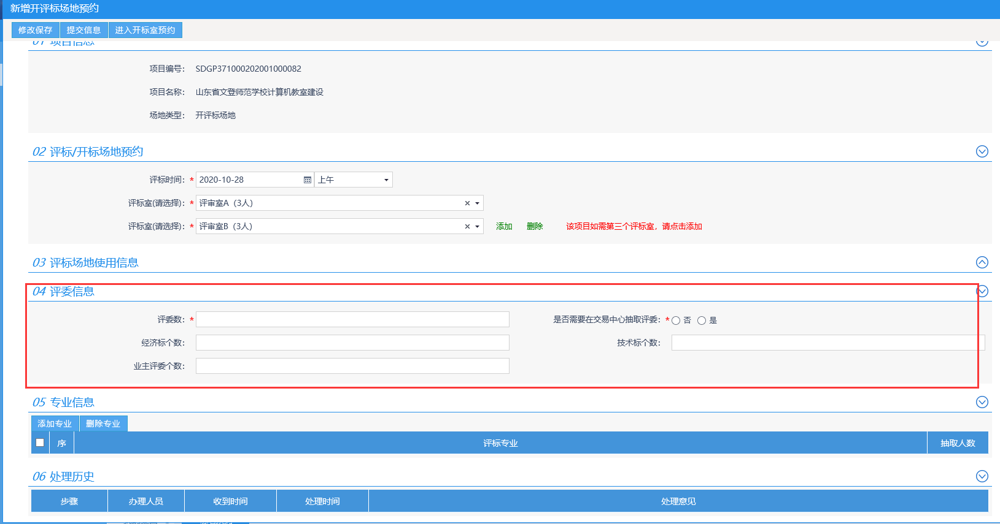 新增开评标场地预约
修改保存 提交信息 进入开标室预约
01 项目信息
项目编号： SDGP371000202001000082
项目名称： 山东省文登师范学校计算机教室建设
场地类型： 开评标场地
02 评标/开标场地预约
评标时间：* 2020-10-28 上午
评标室(请选择)：* 评审室A（3人）
评标室(请选择)：* 评审室B（3人） 添加 删除 该项目如需第三个评标室，请点击添加
03 评标场地使用信息
04 评委信息
评委数：* 是否需要在交易中心抽取评委：* 否 是
经济标个数： 技术标个数：
业主评委个数：
05 专业信息
添加专业 删除专业
序 评标专业 抽取人数
06 处理历史
步骤 办理人员 收到时间 处理时间 处理意见